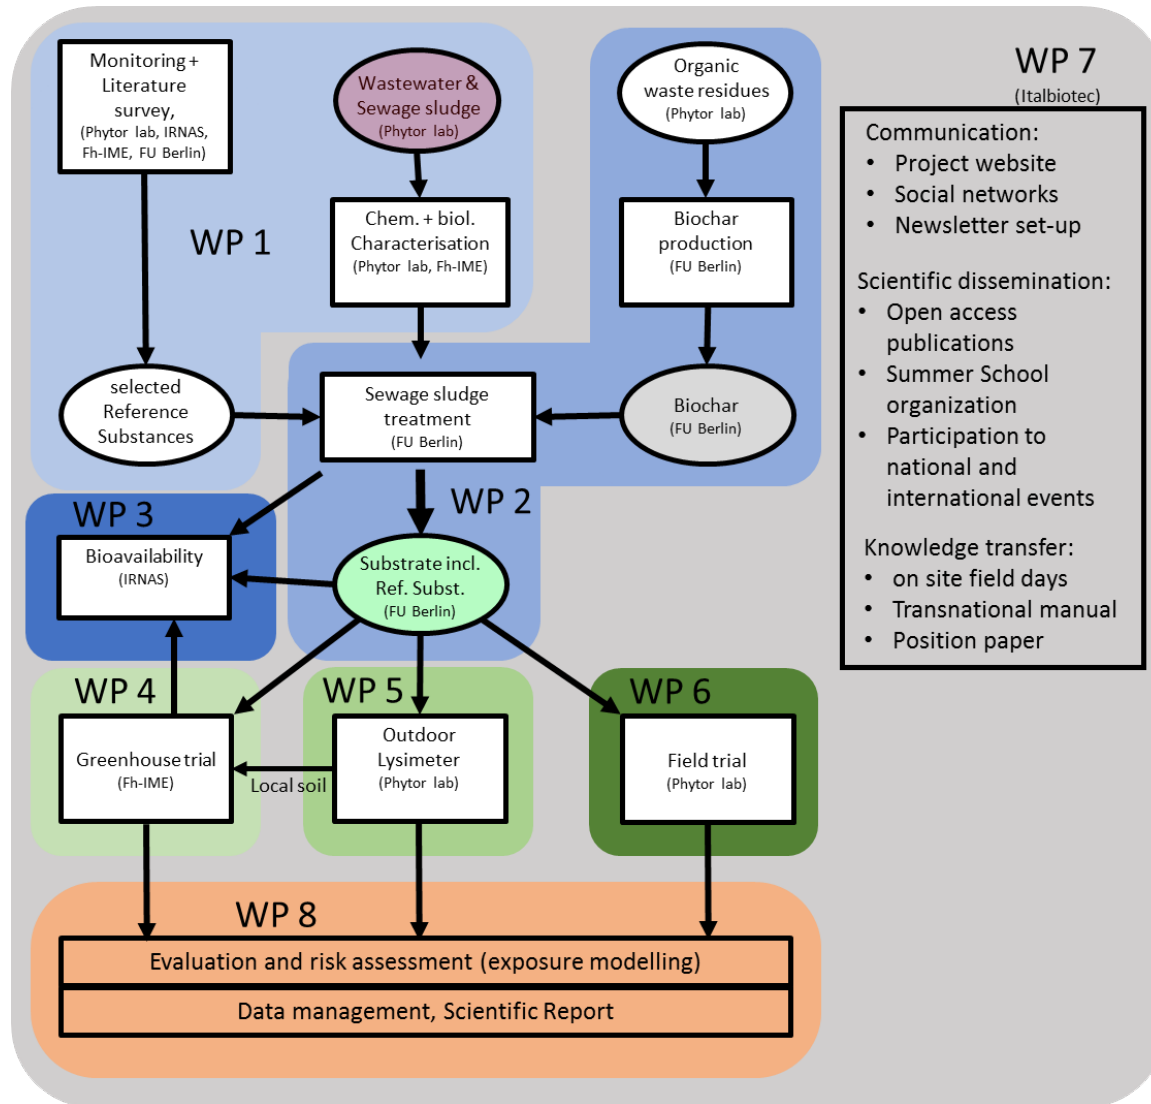 Monitoring +
Literature
survey,
(Phytor lab, IRNAS,
Fh-IME, FU Berlin)
Wastewater &
Sewage sludge
(Phytor lab)
Organic
waste residues
(Phytor lab)
WP 7
(Italbiotec)
WP 1
Chem. + biol.
Characterisation
(Phytor lab, Fh-IME)
Biochar
production
(FU Berlin)
Communication:
• Project website
• Social networks
• Newsletter set-up
Scientific dissemination:
• Open access
publications
• Summer School
organization
• Participation to
national and
international events
Knowledge transfer:
• on site field days
• Transnational manual
• Position paper
selected
Reference
Substances
Sewage sludge
treatment
(FU Berlin)
Biochar
(FU Berlin)
WP 3
Bioavailability
(IRNAS)
WP 2
Substrate incl.
Ref. Subst.
(FU Berlin)
WP 4
Greenhouse trial
(Fh-IME)
Local soil
WP 5
Outdoor
Lysimeter
(Phytor lab)
WP 6
Field trial
(Phytor lab)
WP 8
Evaluation and risk assessment (exposure modelling)
Data management, Scientific Report